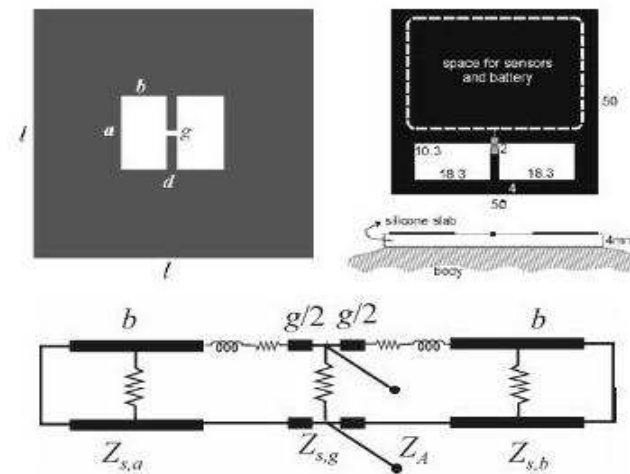 b
a
g
l
d
l
space for sensors
and battery
50
10.3
2
18.3
18.3
4
50
silicone slab
4mm
body
b
g/2
g/2
b
Z_{s,a}
Z_{s,g}
Z_A
Z_{s,b}